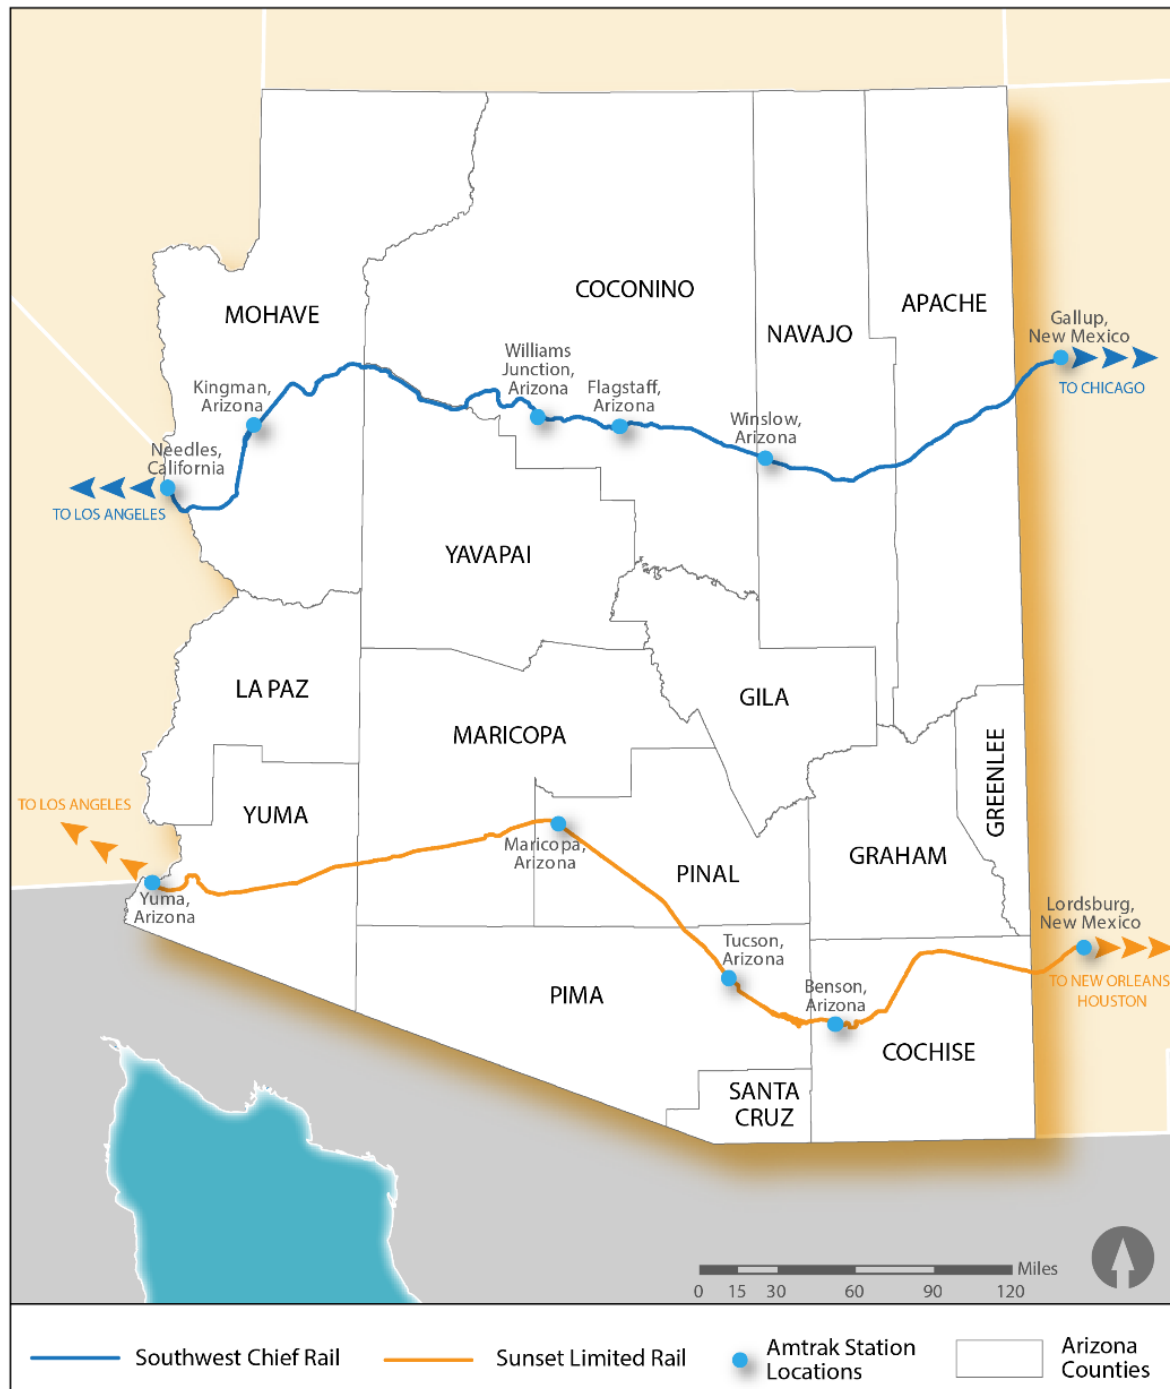 MOHAVE
COCONINO
NAVAJO
APACHE
Gallup,
New Mexico
TO CHICAGO
Williams
Junction,
Arizona
Flagstaff,
Arizona
Kingman,
Arizona
Winslow,
Arizona
Needles,
California
TO LOS ANGELES
YAVAPAI
LA PAZ
GILA
MARICOPA
GREENLEE
TO LOS ANGELES
YUMA
Maricopa,
Arizona
PINAL
GRAHAM
Yuma,
Arizona
Lordsburg,
New Mexico
TO NEW ORLEANS
HOUSTON
Tucson,
Arizona
Benson,
Arizona
PIMA
COCHISE
SANTA
CRUZ
Miles
0 15 30 60 90 120
Southwest Chief Rail
Sunset Limited Rail
Amtrak Station
Locations
Arizona
Counties